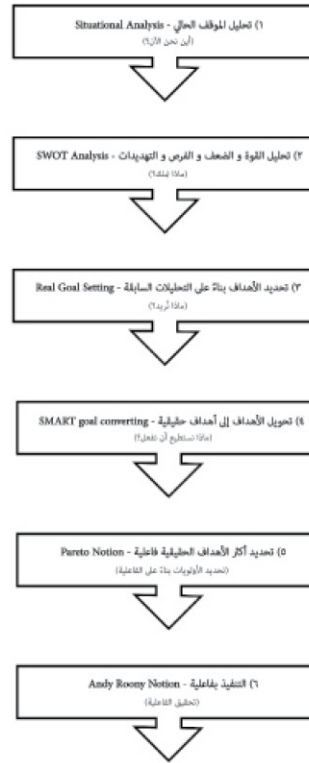 ١) تحليل الموقف الحالي - Situational Analysis
(أين نحن الآن؟)
٢) تحليل القوة و الضعف و الفرص و التهديدات - SWOT Analysis
(ماذا نملك؟)
٣) تحديد الأهداف بناءً على التحليلات السابقة - Real Goal Setting
(ماذا نُريد؟)
٤) تحويل الأهداف إلى أهداف حقيقية - SMART goal converting
(ماذا نستطيع أن نفعل؟)
٥) تحديد أكثر الأهداف الحقيقية فاعلية - Pareto Notion
(تحديد الأولويات بناءً على الفاعلية)
٦) التنفيذ بفاعلية - Andy Roony Notion
(تحقيق الفاعلية)